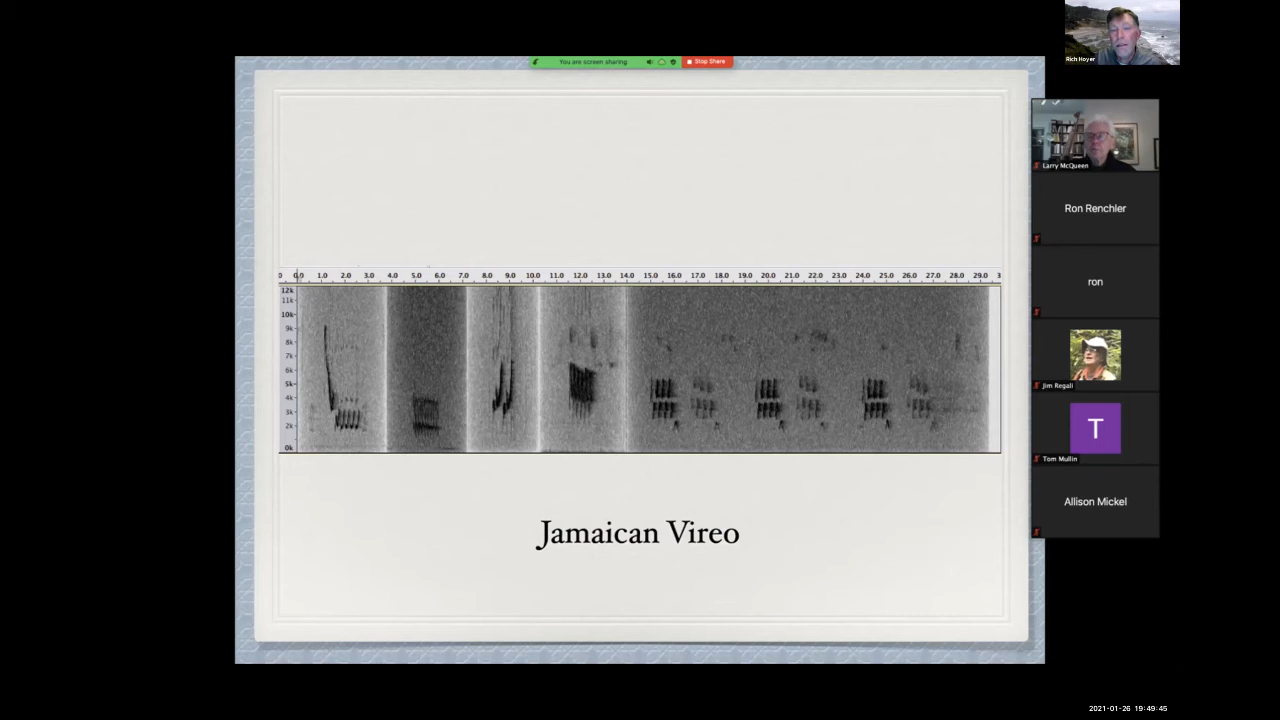 You are screen sharing
Stop Share
Rich Hoyer
Larry McQueen
Ron Renchler
ron
Jim Regali
T
Tom Mullin
Allison Mickel
0 0,0 1.0 2.0 3.0 4.0 5.0 6.0 7.0 8.0 9.0 10.0 11.0 12.0 13.0 14.0 15.0 16.0 17.0 18.0 19.0 20.0 21.0 22.0 23.0 24.0 25.0 26.0 27.0 28.0 29.0 3
12k
11k
10k
9k
8k
7k
6k
5k
4k
3k
2k
0k
Jamaican Vireo
2021-01-26 19:49:45